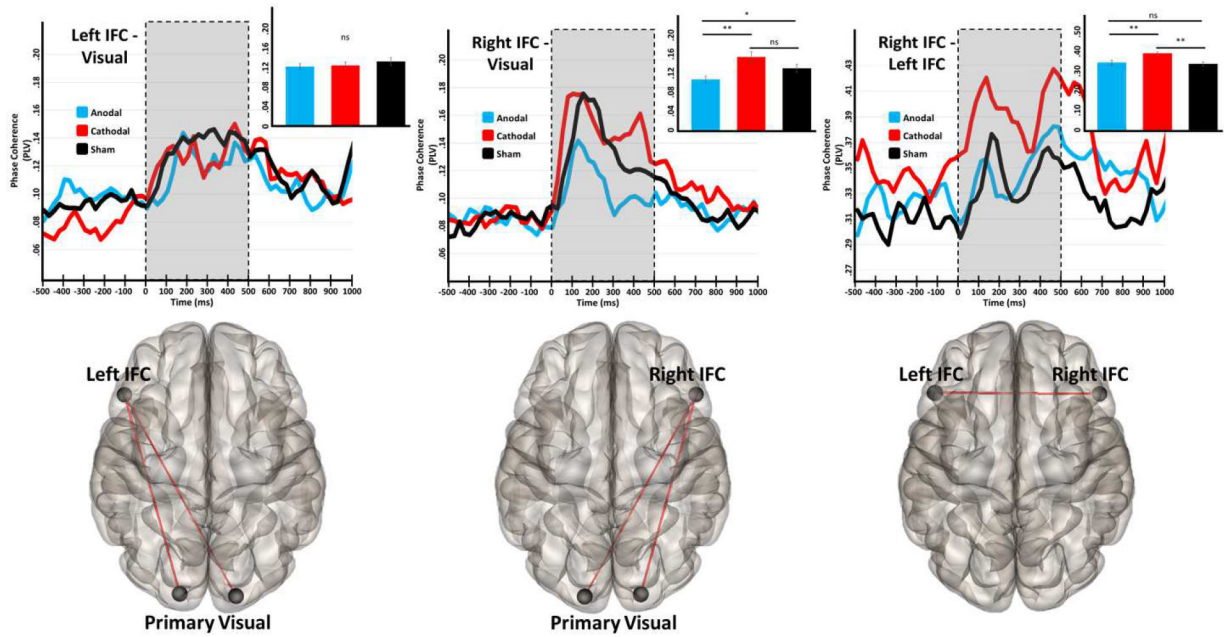 Left IFC -
Visual
Anodal
Cathodal
Sham
Phase Coherence
(PLV)
.20
.18
.16
.14
.12
.10
.08
.06
-500 -400 -300 -200 -100 0 100 200 300 400 500 600 700 800 900 1000
Time (ms)
ns
.20
.16
.12
.08
.04
0
Right IFC -
Visual
Anodal
Cathodal
Sham
Phase Coherence
(PLV)
.20
.18
.16
.14
.12
.10
.08
.06
-500 -400 -300 -200 -100 0 100 200 300 400 500 600 700 800 900 1000
Time (ms)
*
**
ns
.20
.16
.12
.08
.04
0
Right IFC -
Left IFC
Anodal
Cathodal
Sham
Phase Coherence
(PLV)
.43
.41
.39
.37
.35
.33
.31
.29
.27
-500 -400 -300 -200 -100 0 100 200 300 400 500 600 700 800 900 1000
Time (ms)
ns
**
**
.50
.40
.30
.20
.10
0
Left IFC
Primary Visual
Right IFC
Primary Visual
Left IFC
Right IFC